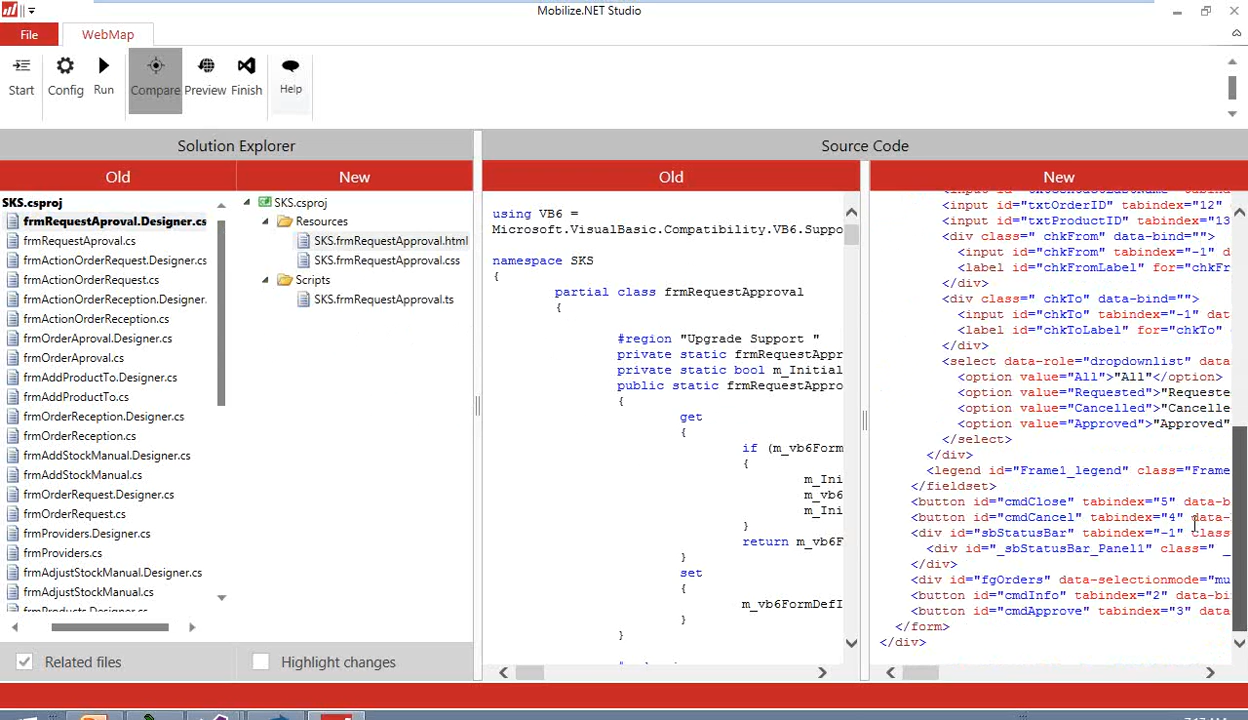 Mobilize.NET Studio
File
WebMap
Start
Config
Run
Compare
Preview
Finish
Help
Solution Explorer
Source Code
Old
New
Old
New
SKS.csproj
frmRequestAproval.Designer.cs
frmRequestAproval.cs
frmActionOrderRequest.Designer.cs
frmActionOrderRequest.cs
frmActionOrderReception.Designer.
frmActionOrderReception.cs
frmOrderAproval.Designer.cs
frmOrderAproval.cs
frmAddProductTo.Designer.cs
frmAddProductTo.cs
frmOrderReception.Designer.cs
frmOrderReception.cs
frmAddStockManual.Designer.cs
frmAddStockManual.cs
frmOrderRequest.Designer.cs
frmOrderRequest.cs
frmProviders.Designer.cs
frmProviders.cs
frmAdjustStockManual.Designer.cs
frmAdjustStockManual.cs
frmProducts.Designer.cs
Related files
SKS.csproj
Resources
SKS.frmRequestApproval.html
SKS.frmRequestApproval.css
Scripts
SKS.frmRequestApproval.ts
Highlight changes
using VB6 =
Microsoft.VisualBasic.Compatibility.VB6.Suppo
namespace SKS
{
partial class frmRequestApproval
{
#region "Upgrade Support "
private static frmRequestAppr
private static bool m_Initial
public static frmRequestAppro
{
get
{
if (m_vb6Form
{
m_Ini
m_vb6
m_Ini
}
return m_vb6F
}
set
{
m_vb6FormDefI
}
}
<input id="txtOrderID" tabindex="12"
<input id="txtProductID" tabindex="13
<div class=" chkFrom" data-bind="">
<input id="chkFrom" tabindex="-1" d
<label id="chkFromLabel" for="chkFr
</div>
<div class=" chkTo" data-bind="">
<input id="chkTo" tabindex="-1" dat
<label id="chkToLabel" for="chkTo"
</div>
<select data-role="dropdownlist" data
<option value="All">"All"</option>
<option value="Requested">"Requeste
<option value="Cancelled">"Cancelle
<option value="Approved">"Approved"
</select>
</div>
<legend id="Frame1_legend" class="Frame
</fieldset>
<button id="cmdClose" tabindex="5" data-b
<button id="cmdCancel" tabindex="4" data-
<div id="sbStatusBar" tabindex="-1" class
<div id="_sbStatusBar_Panel1" class=" _
</div>
<div id="fgOrders" data-selectionmode="mu
<button id="cmdInfo" tabindex="2" data-bi
<button id="cmdApprove" tabindex="3" data
</form>
</div>